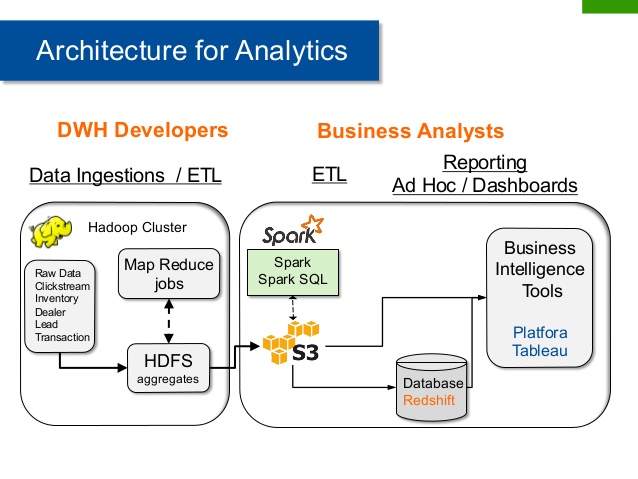 Architecture for Analytics
DWH Developers
Business Analysts
Data Ingestions / ETL
ETL
Reporting
Ad Hoc / Dashboards
Hadoop Cluster
Raw Data
Clickstream
Inventory
Dealer
Lead
Transaction
Map Reduce
jobs
HDFS
aggregates
Spark
Spark
Spark SQL
S3
Database
Redshift
Business
Intelligence
Tools
Platfora
Tableau